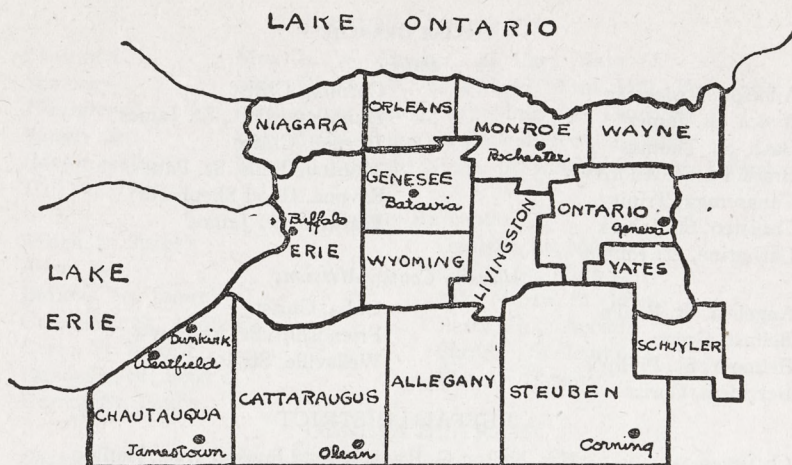 LAKE ONTARIO
NIAGARA
ORLEANS
MONROE
Rochester
WAYNE
GENESEE
Batavia
ONTARIO
Geneva
Buffalo
ERIE
WYOMING
LIVINGSTON
YATES
LAKE
ERIE
Dunkirk
Westfield
SCHUYLER
CHAUTAUQUA
Jamestown
CATTARAUGUS
Olean
ALLEGANY
STEUBEN
Corning